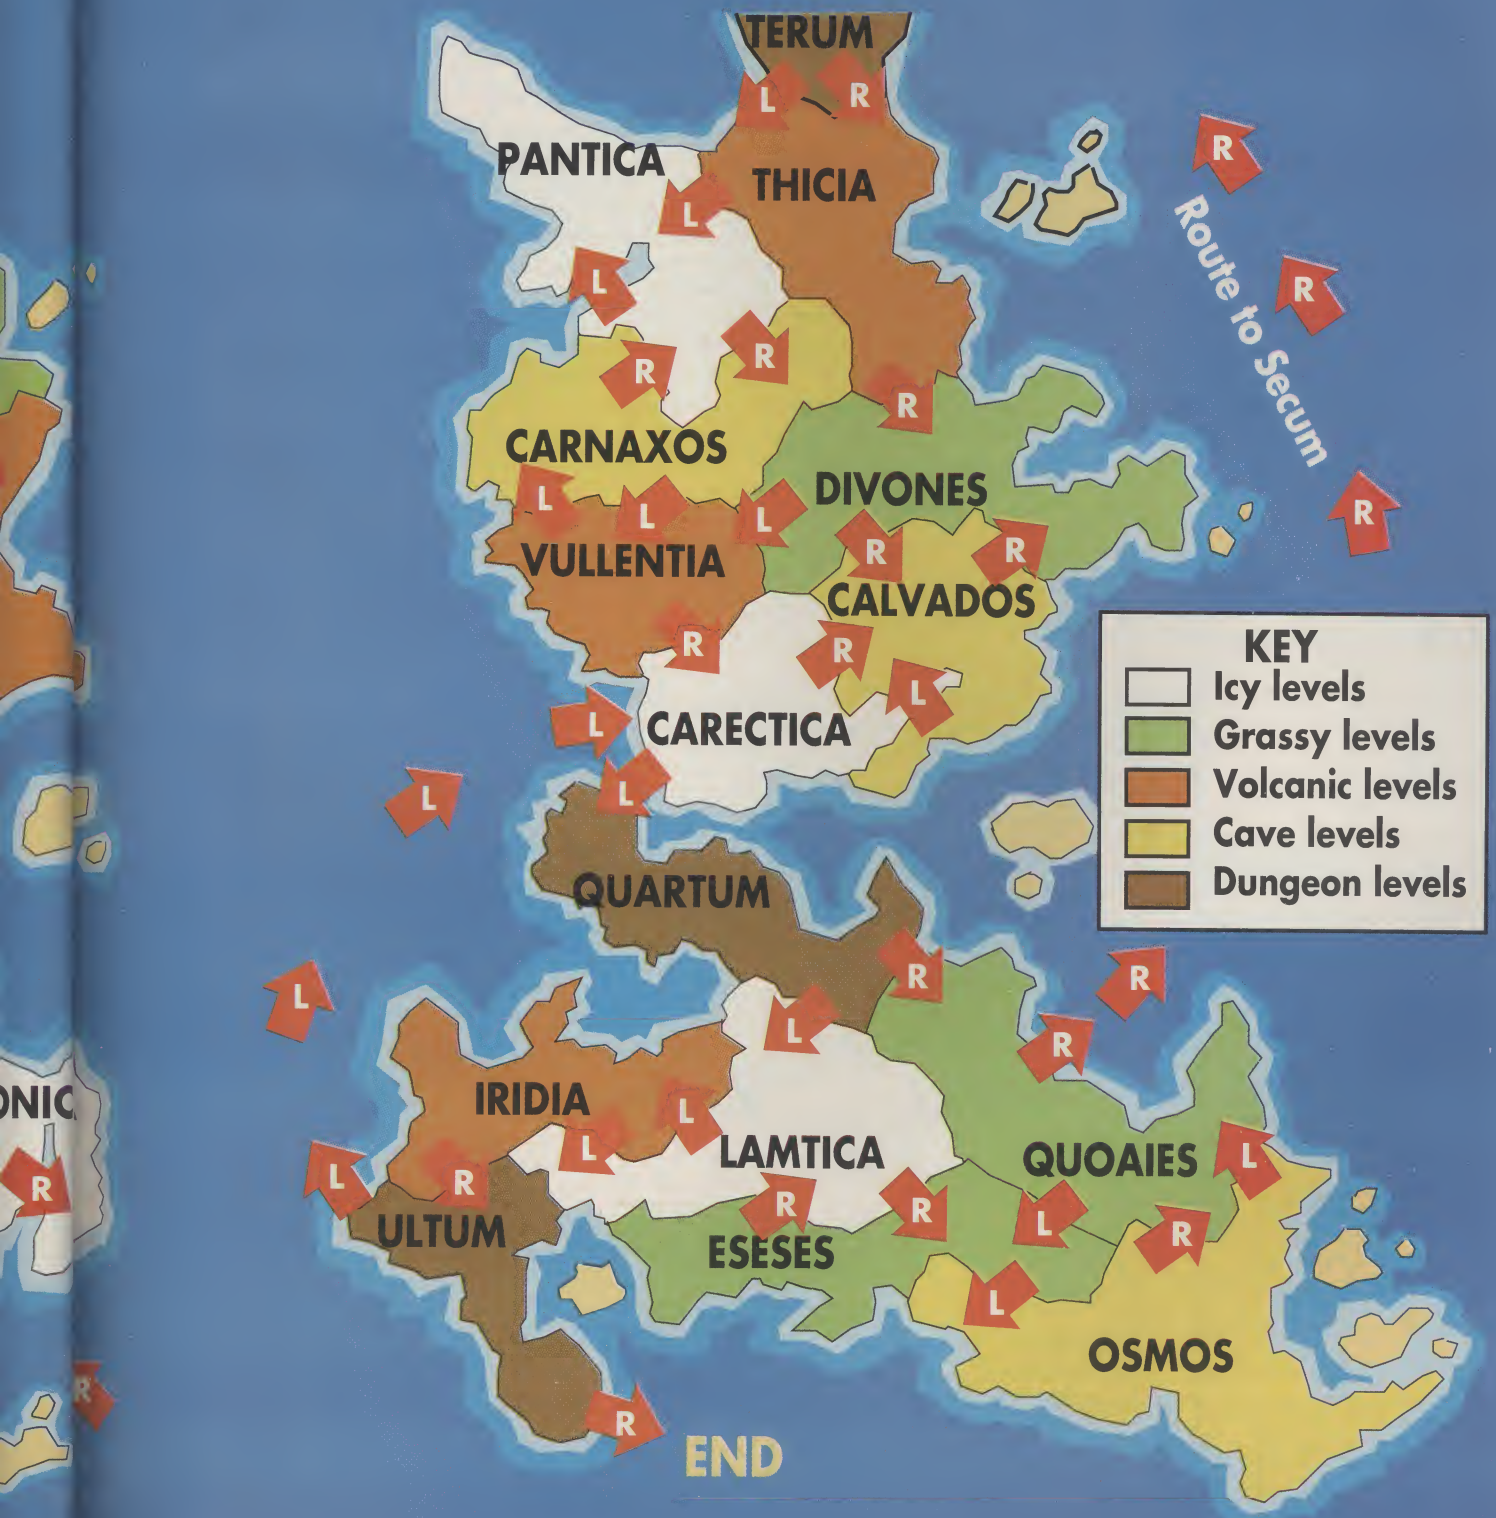 TERUM
L
R
R
PANTICA
THICIA
L
Route to Secum
L
R
R
R
R
CARNAXOS
DIVONES
L
L
L
R
R
R
VULLENTIA
CALVADOS
R
R
L
KEY
Icy levels
Grassy levels
Volcanic levels
Cave levels
Dungeon levels
L
CARECTICA
L
L
QUARTUM
R
R
L
L
R
IRIDIA
L
ONIC
L
LAMTICA
QUOAIES
L
L
R
R
R
R
L
R
ULTUM
ESESES
L
OSMOS
R
R
END